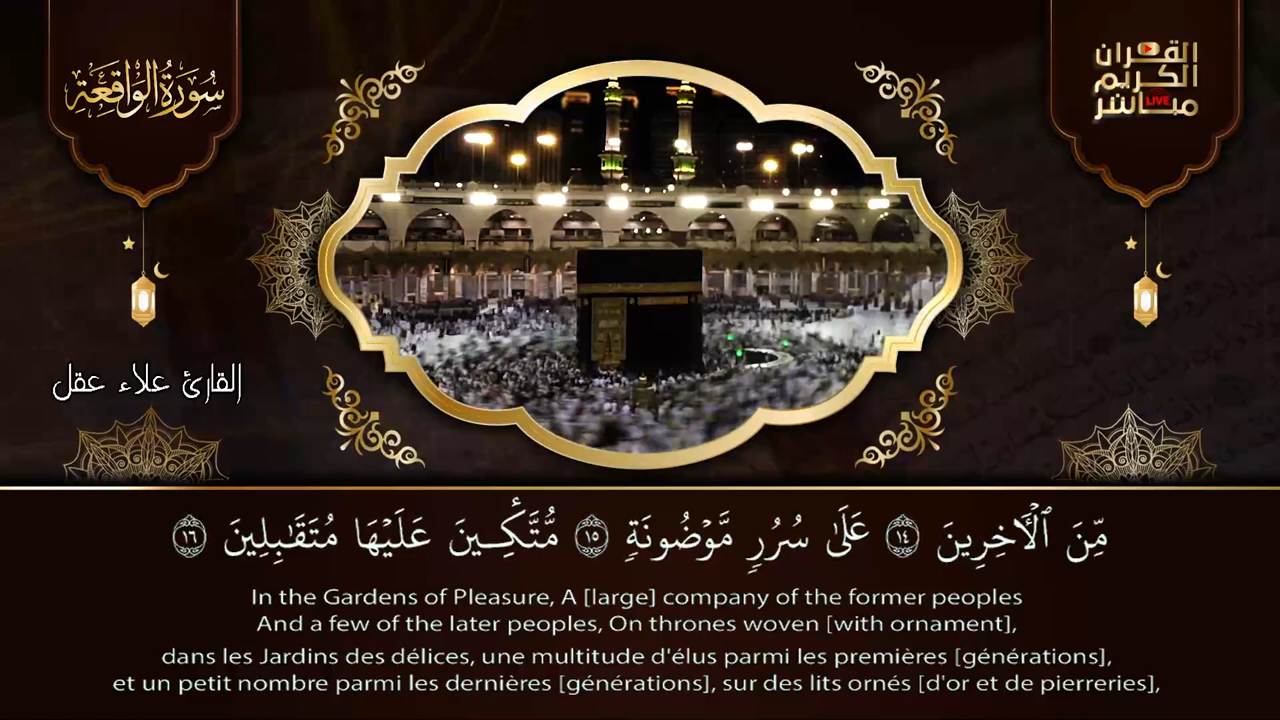 سُورَةُ الوَاقِعَةِ
القرآن
الكريم
مباشر
LIVE
القارئ علاء عقل
مِّنَ ٱلْأَخِرِينَ ١٤ عَلَىٰ سُرُرٍ مَّوْضُونَةٍ ١٥ مُّتَّكِـِٔينَ عَلَيْهَا مُتَقَٰبِلِينَ ١٦
In the Gardens of Pleasure, A [large] company of the former peoples
And a few of the later peoples, On thrones woven [with ornament],
dans les Jardins des délices, une multitude d'élus parmi les premières [générations],
et un petit nombre parmi les dernières [générations], sur des lits ornés [d'or et de pierreries],